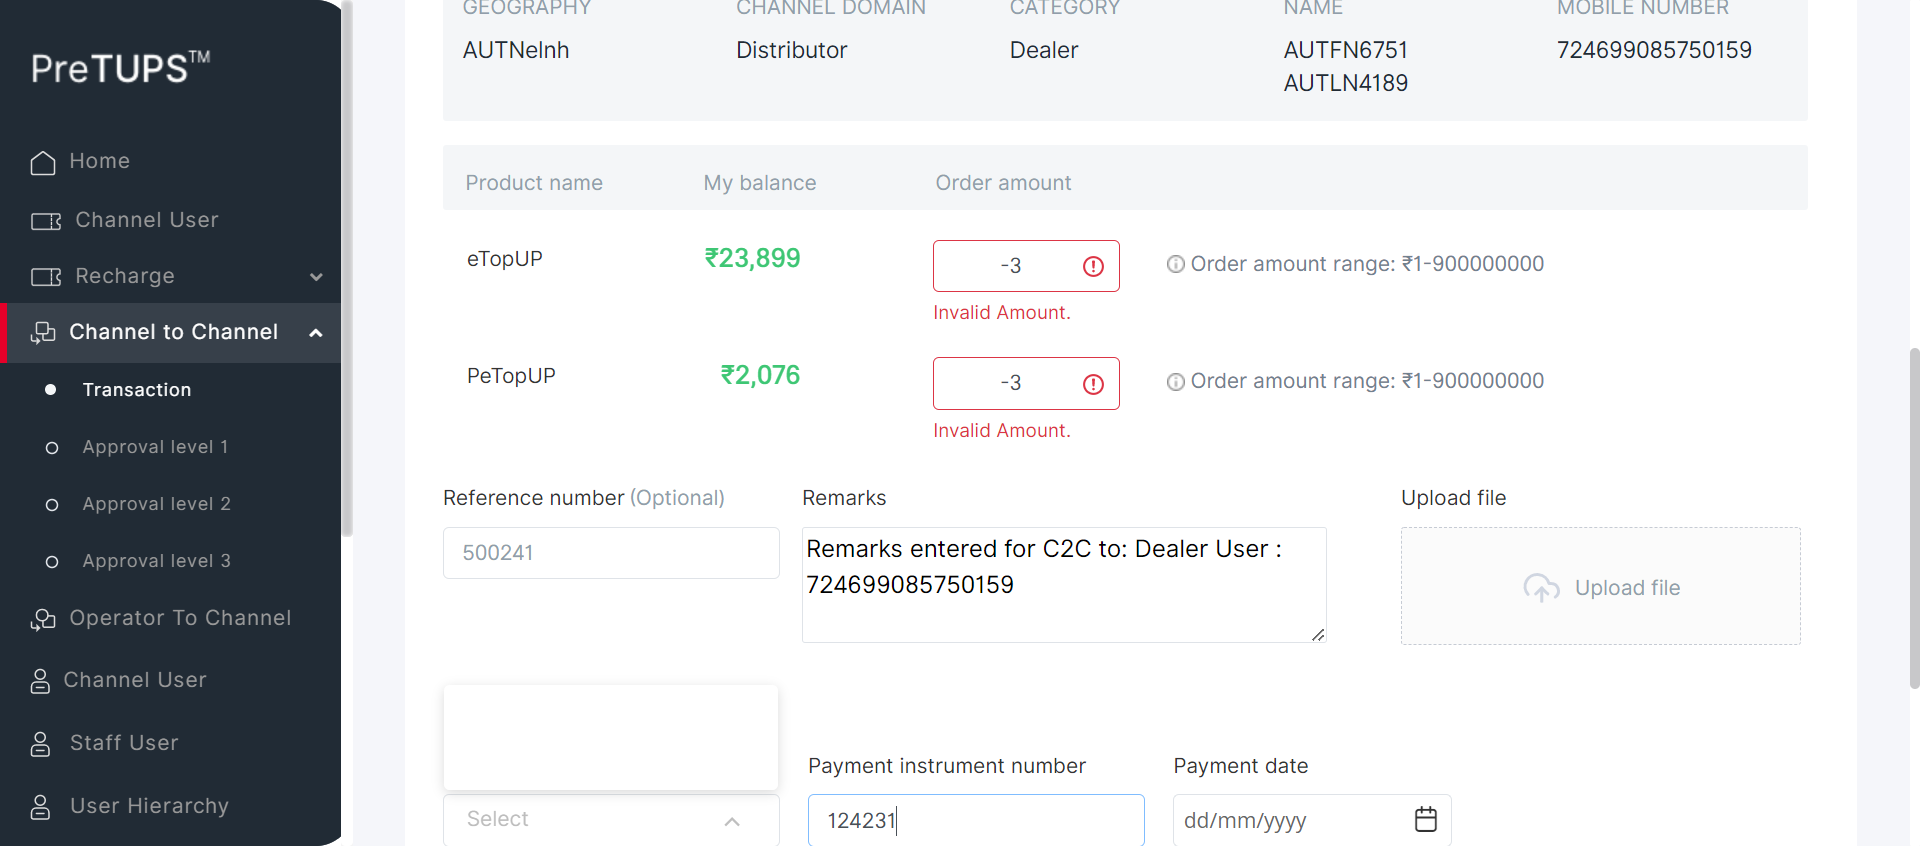 PreTUPS™
Home
Channel User
Recharge
Channel to Channel
Transaction
Approval level 1
Approval level 2
Approval level 3
Operator To Channel
Channel User
Staff User
User Hierarchy
GEOGRAPHY CHANNEL DOMAIN CATEGORY NAME MOBILE NUMBER
AUTNelnh Distributor Dealer AUTFN6751 724699085750159
AUTLN4189
Product name My balance Order amount
eTopUP ₹23,899 -3 Order amount range: ₹1-900000000
Invalid Amount.
PeTopUP ₹2,076 -3 Order amount range: ₹1-900000000
Invalid Amount.
Reference number (Optional) Remarks Upload file
500241
Remarks entered for C2C to: Dealer User :
724699085750159
Upload file
Payment instrument number Payment date
Select 124231 dd/mm/yyyy